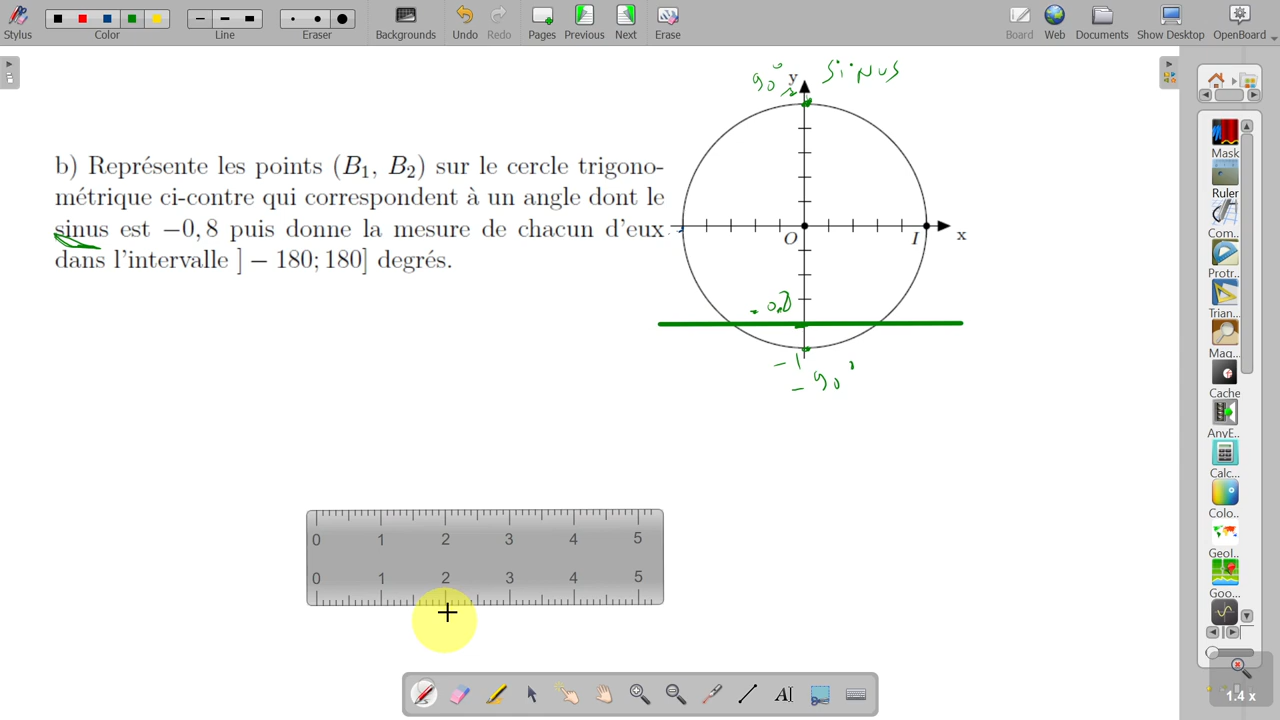 Stylus
Color
Line
Eraser
Backgrounds
Undo
Redo
Pages
Previous
Next
Erase
Board
Web
Documents
Show Desktop
OpenBoard
b) Représente les points (B₁, B₂) sur le cercle trigono-
métrique ci-contre qui correspondent à un angle dont le
sinus est −0,8 puis donne la mesure de chacun d'eux
dans l'intervalle ]−180;180] degrés.
90°
y
sinus
O
I
x
-0,8
-1
-90°
0 1 2 3 4 5
0 1 2 3 4 5
Mask
Ruler
Com..
Protr.
Trian..
Mag..
Cache
AnyE..
Calc..
Colo..
Geol..
Goo..
AI
1.4 x